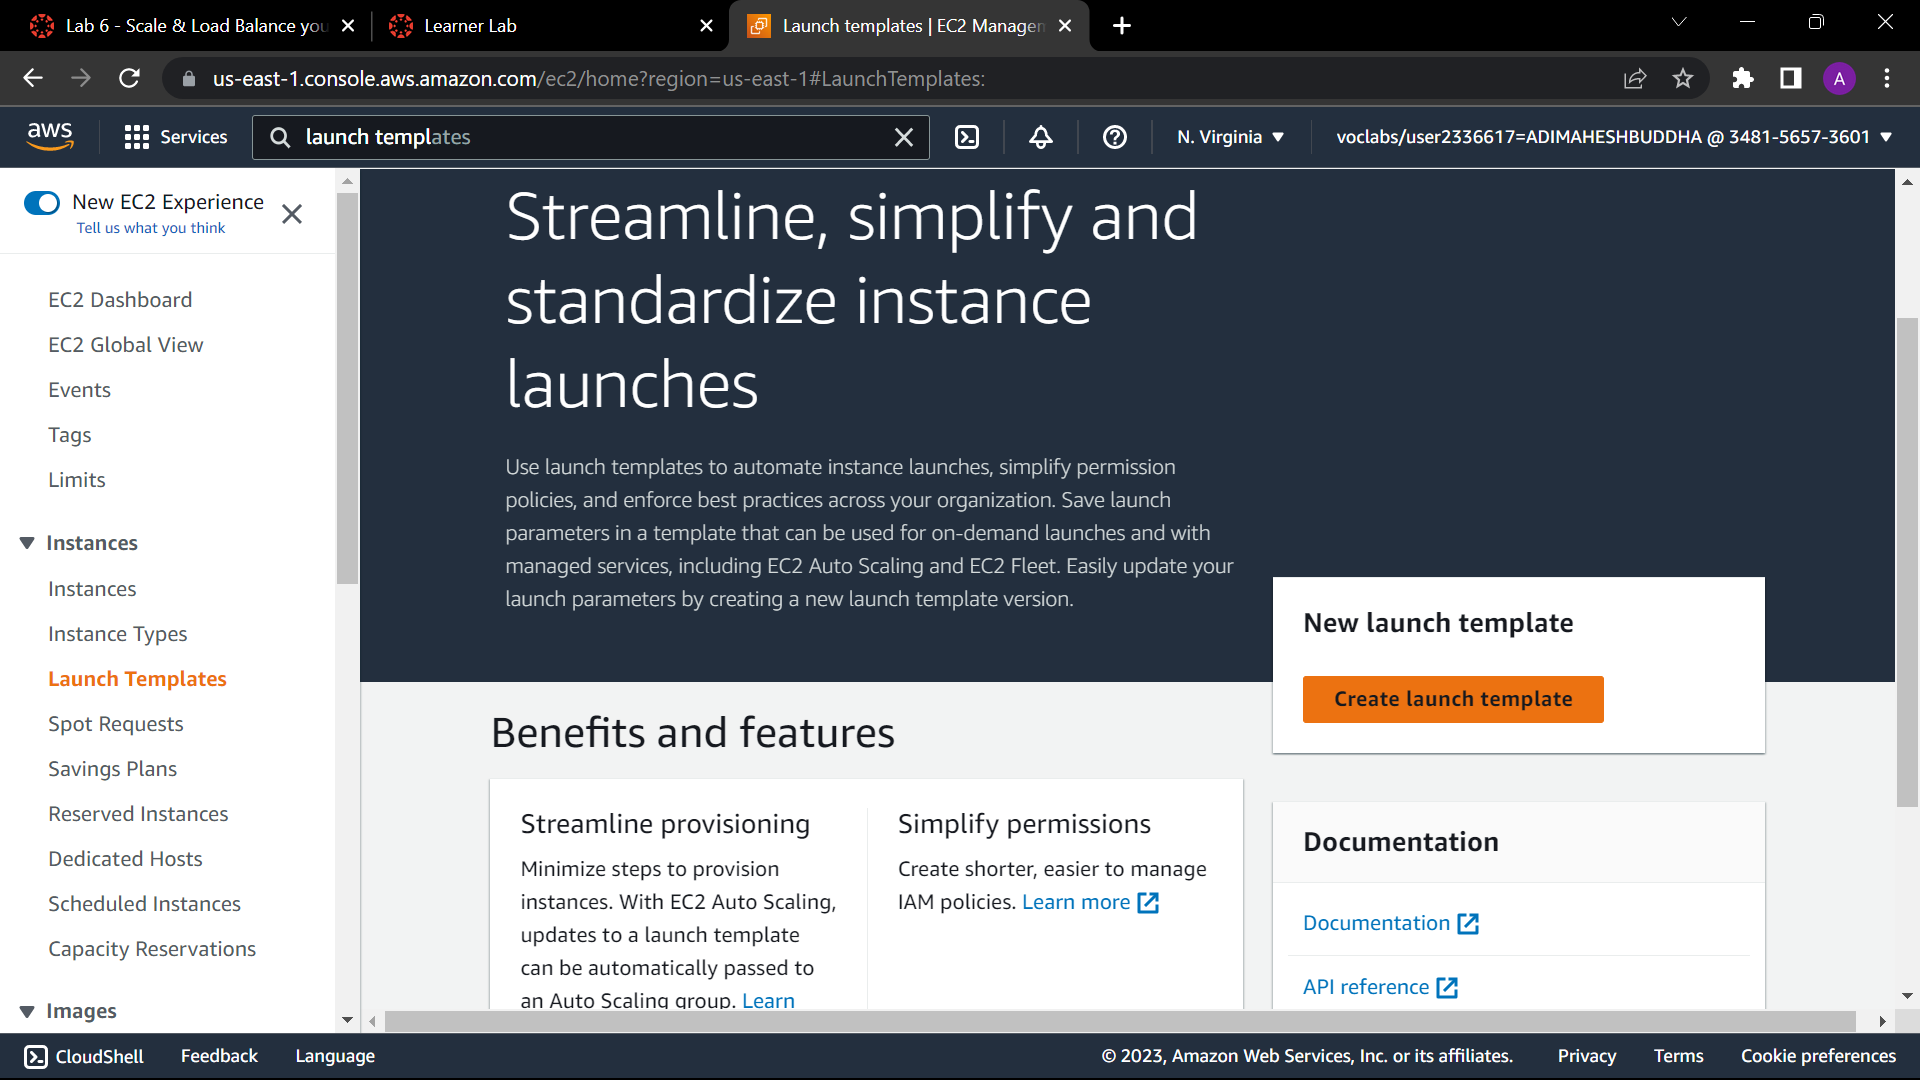 Lab 6 - Scale & Load Balance you
Learner Lab
Launch templates | EC2 Managem
us-east-1.console.aws.amazon.com/ec2/home?region=us-east-1#LaunchTemplates:
A
aws
Services
launch templates
N. Virginia
voclabs/user2336617=ADIMAHESHBUDDHA @ 3481-5657-3601
New EC2 Experience
Tell us what you think
EC2 Dashboard
EC2 Global View
Events
Tags
Limits
Instances
Instances
Instance Types
Launch Templates
Spot Requests
Savings Plans
Reserved Instances
Dedicated Hosts
Scheduled Instances
Capacity Reservations
Images
Streamline, simplify and
standardize instance
launches
Use launch templates to automate instance launches, simplify permission
policies, and enforce best practices across your organization. Save launch
parameters in a template that can be used for on-demand launches and with
managed services, including EC2 Auto Scaling and EC2 Fleet. Easily update your
launch parameters by creating a new launch template version.
New launch template
Create launch template
Benefits and features
Streamline provisioning
Minimize steps to provision
instances. With EC2 Auto Scaling,
updates to a launch template
can be automatically passed to
an Auto Scaling group. Learn
Simplify permissions
Create shorter, easier to manage
IAM policies. Learn more
Documentation
Documentation
API reference
CloudShell
Feedback
Language
© 2023, Amazon Web Services, Inc. or its affiliates.
Privacy
Terms
Cookie preferences